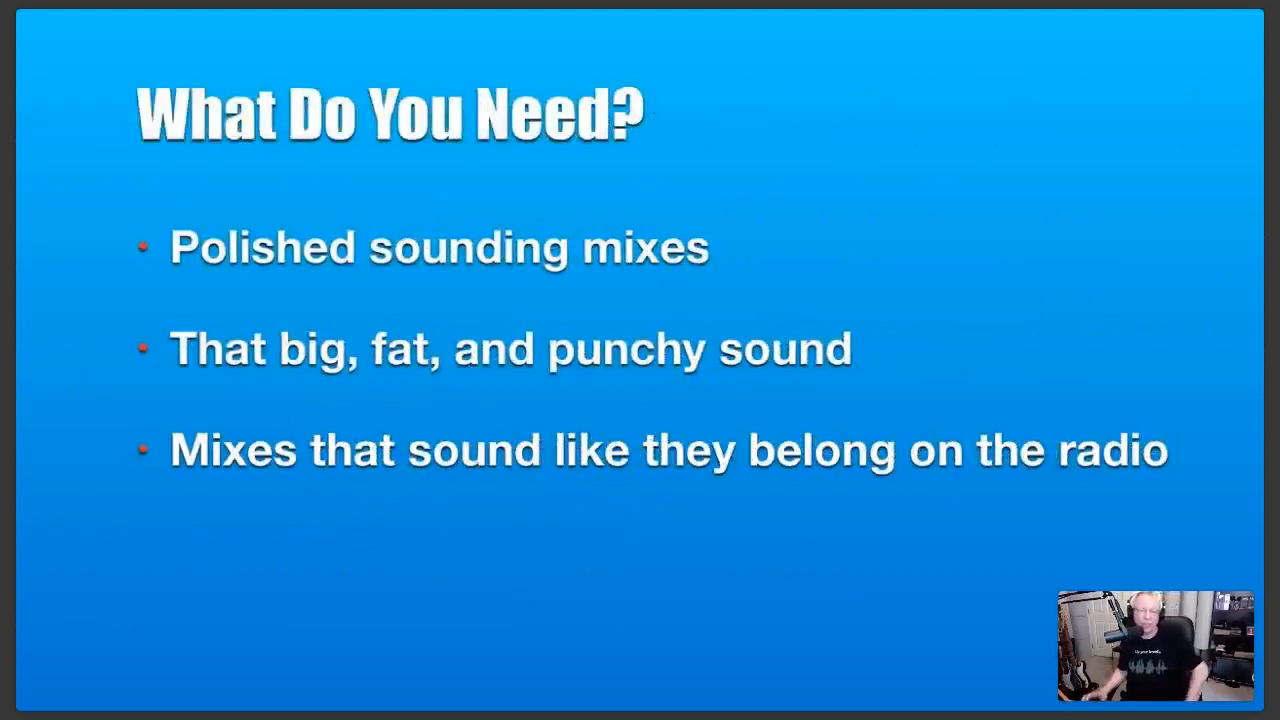 What Do You Need?
• Polished sounding mixes
• That big, fat, and punchy sound
• Mixes that sound like they belong on the radio